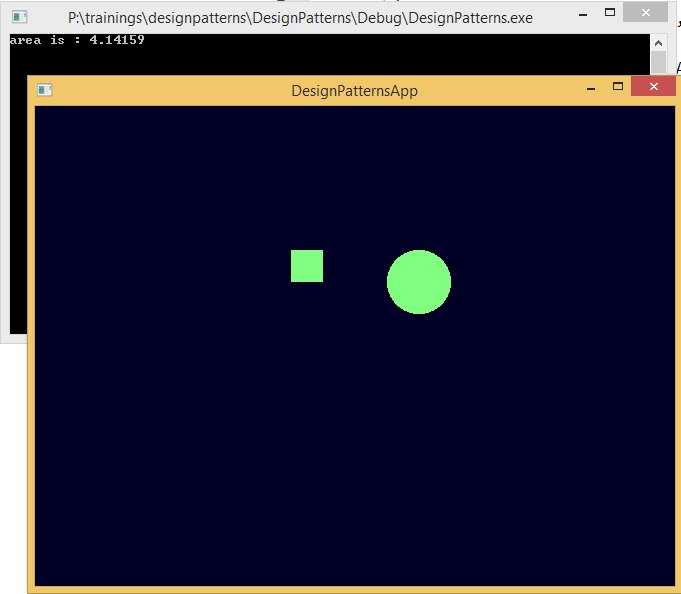 P:\trainings\designpatterns\DesignPatterns\Debug\DesignPatterns.exe
area is : 4.14159
DesignPatternsApp